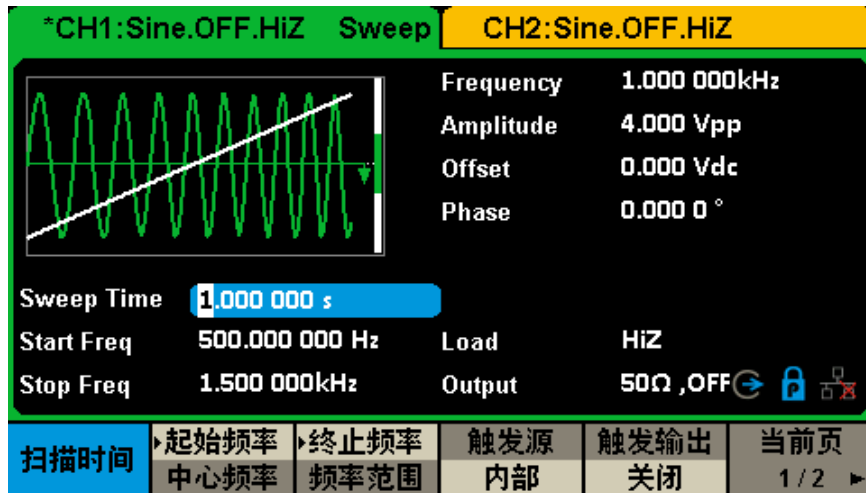 *CH1:Sine.OFF.HiZ Sweep CH2:Sine.OFF.HiZ
Frequency 1.000 000kHz
Amplitude 4.000 Vpp
Offset 0.000 Vdc
Phase 0.000 0 °
Sweep Time 1.000 000 s
Start Freq 500.000 000 Hz Load HiZ
Stop Freq 1.500 000kHz Output 50Ω ,OFF P
扫描时间 起始频率 终止频率 触发源 触发输出 当前页
中心频率 频率范围 内部 关闭 1/2